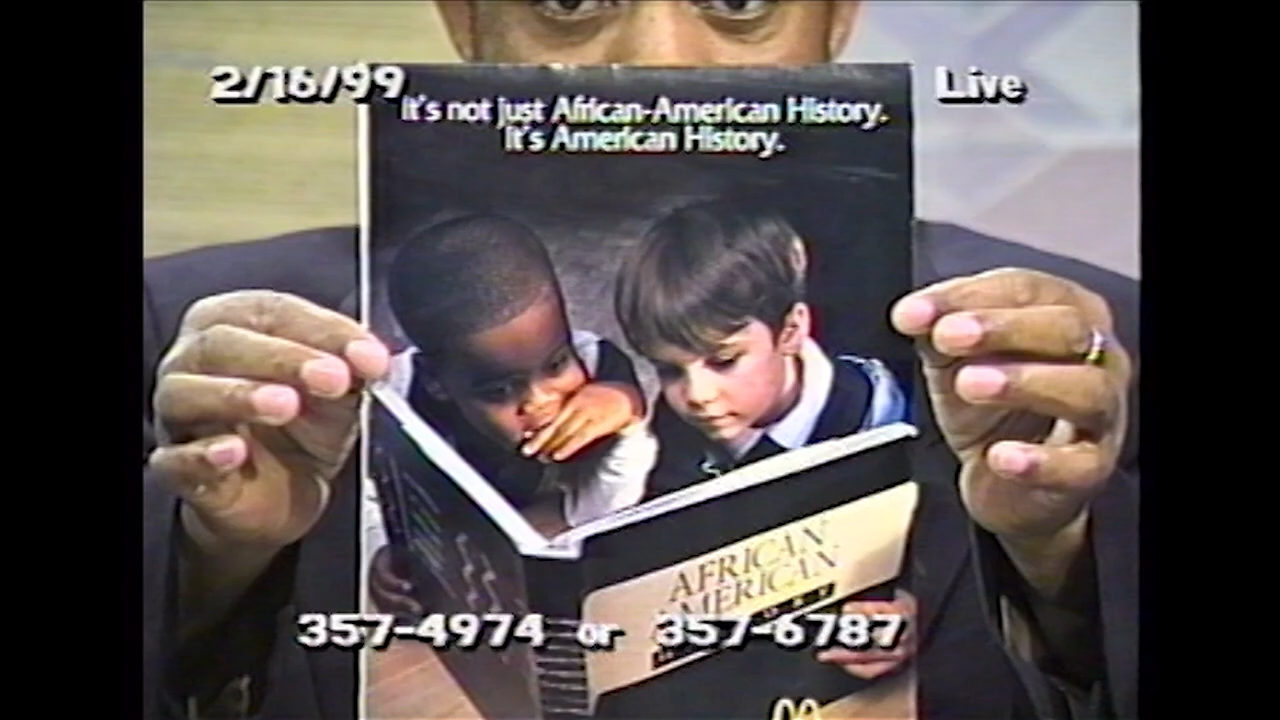 2/16/99
Live
It's not just African-American History.
It's American History.
AFRICAN
AMERICAN
357-4974 or 357-6787